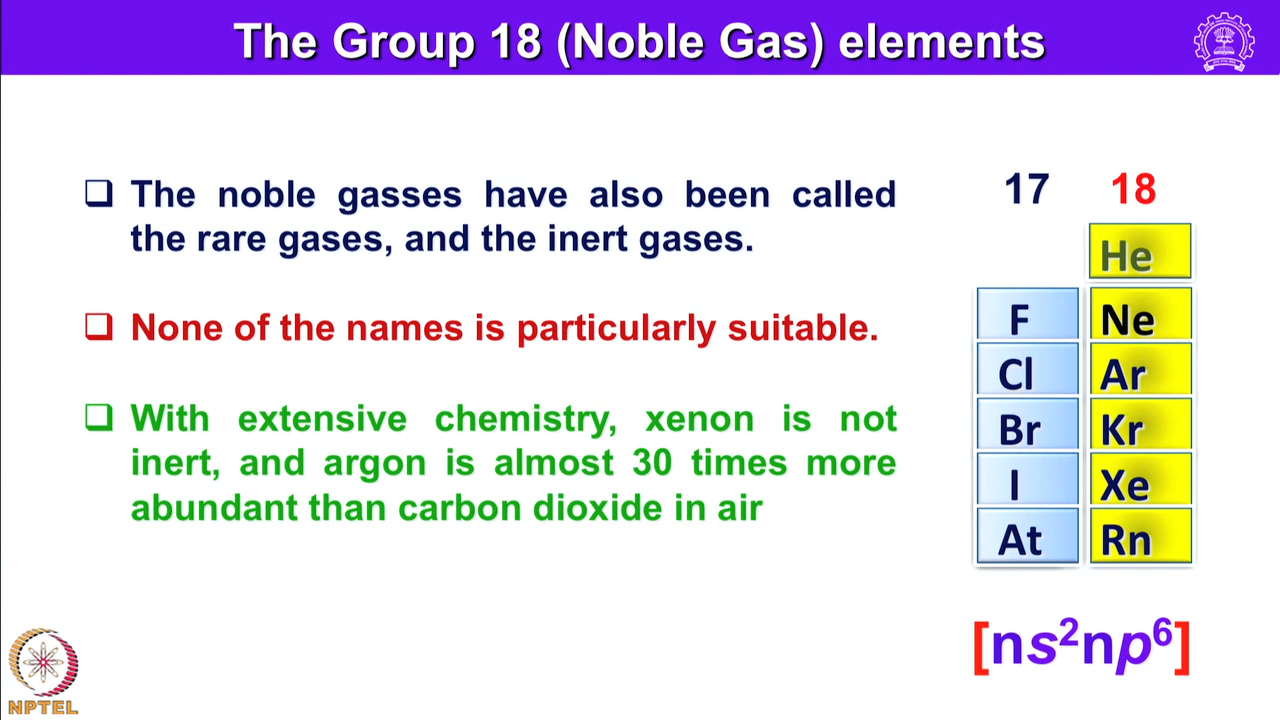 The Group 18 (Noble Gas) elements
❑ The noble gasses have also been called
the rare gases, and the inert gases.
❑ None of the names is particularly suitable.
❑ With extensive chemistry, xenon is not
inert, and argon is almost 30 times more
abundant than carbon dioxide in air
17 18
He
F Ne
Cl Ar
Br Kr
I Xe
At Rn
[ns²np⁶]
NPTEL